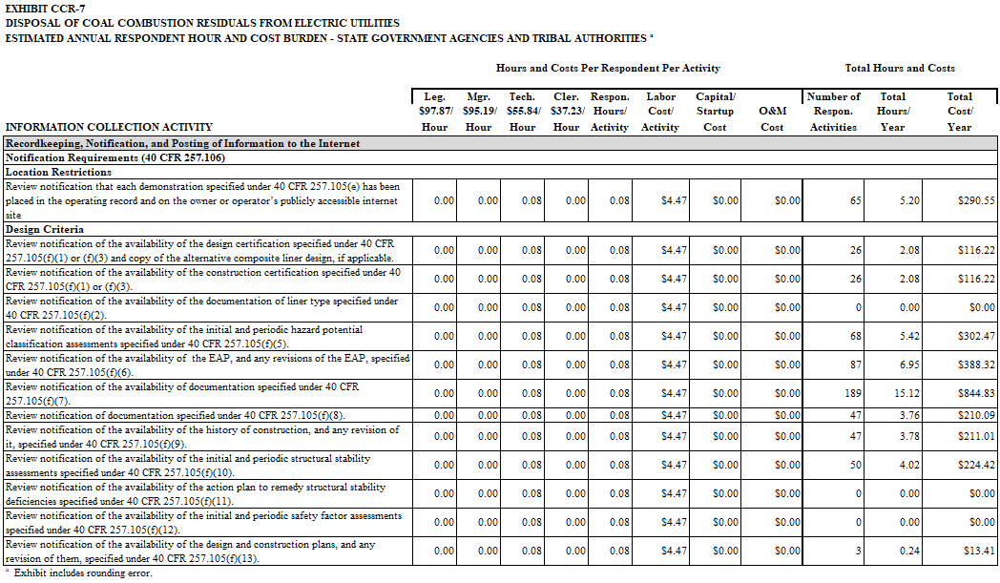 EXHIBIT CCR-7
DISPOSAL OF COAL COMBUSTION RESIDUALS FROM ELECTRIC UTILITIES
ESTIMATED ANNUAL RESPONDENT HOUR AND COST BURDEN - STATE GOVERNMENT AGENCIES AND TRIBAL AUTHORITIES ª
Hours and Costs Per Respondent Per Activity Total Hours and Costs
Leg. Mgr. Tech. Cler. Respon. Labor Capital/ Number of Total Total
$97.87/ $95.19/ $55.84/ $37.23/ Hours/ Cost/ Startup O&M Respon. Hours/ Cost/
INFORMATION COLLECTION ACTIVITY Hour Hour Hour Hour Activity Activity Cost Cost Activities Year Year
Recordkeeping, Notification, and Posting of Information to the Internet
Notification Requirements (40 CFR 257.106)
Location Restrictions
Review notification that each demonstration specified under 40 CFR 257.105(e) has been
placed in the operating record and on the owner or operator's publicly accessible internet 0.00 0.00 0.08 0.00 0.08 $4.47 $0.00 $0.00 65 5.20 $290.55
site
Design Criteria
Review notification of the availability of the design certification specified under 40 CFR
257.105(f)(1) or (f)(3) and copy of the alternative composite liner design, if applicable. 0.00 0.00 0.08 0.00 0.08 $4.47 $0.00 $0.00 26 2.08 $116.22
Review notification of the availability of the construction certification specified under 40
CFR 257.105(f)(1) or (f)(3). 0.00 0.00 0.08 0.00 0.08 $4.47 $0.00 $0.00 26 2.08 $116.22
Review notification of the availability of the documentation of liner type specified under
40 CFR 257.105(f)(2). 0.00 0.00 0.08 0.00 0.08 $4.47 $0.00 $0.00 0 0.00 $0.00
Review notification of the availability of the initial and periodic hazard potential
classification assessments specified under 40 CFR 257.105(f)(5). 0.00 0.00 0.08 0.00 0.08 $4.47 $0.00 $0.00 68 5.42 $302.47
Review notification of the availability of the EAP, and any revisions of the EAP, specified
under 40 CFR 257.105(f)(6). 0.00 0.00 0.08 0.00 0.08 $4.47 $0.00 $0.00 87 6.95 $388.32
Review notification of the availability of documentation specified under 40 CFR
257.105(f)(7). 0.00 0.00 0.08 0.00 0.08 $4.47 $0.00 $0.00 189 15.12 $844.83
Review notification of documentation specified under 40 CFR 257.105(f)(8). 0.00 0.00 0.08 0.00 0.08 $4.47 $0.00 $0.00 47 3.76 $210.09
Review notification of the availability of the history of construction, and any revision of
it, specified under 40 CFR 257.105(f)(9). 0.00 0.00 0.08 0.00 0.08 $4.47 $0.00 $0.00 47 3.78 $211.01
Review notification of the availability of the initial and periodic structural stability
assessments specified under 40 CFR 257.105(f)(10). 0.00 0.00 0.08 0.00 0.08 $4.47 $0.00 $0.00 50 4.02 $224.42
Review notification of the availability of the action plan to remedy structural stability
deficiencies specified under 40 CFR 257.105(f)(11). 0.00 0.00 0.08 0.00 0.08 $4.47 $0.00 $0.00 0 0.00 $0.00
Review notification of the availability of the initial and periodic safety factor assessments
specified under 40 CFR 257.105(f)(12). 0.00 0.00 0.08 0.00 0.08 $4.47 $0.00 $0.00 0 0.00 $0.00
Review notification of the availability of the design and construction plans, and any
revision of them, specified under 40 CFR 257.105(f)(13). 0.00 0.00 0.08 0.00 0.08 $4.47 $0.00 $0.00 3 0.24 $13.41
ª Exhibit includes rounding error.